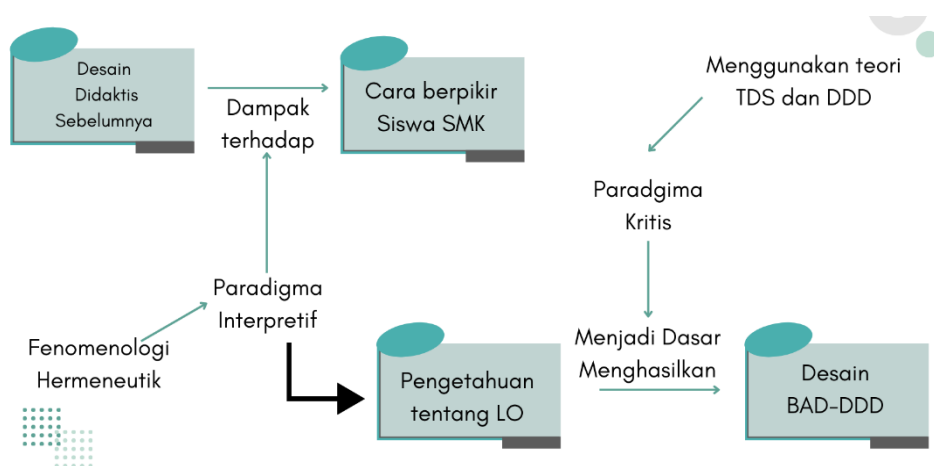 Desain
Didaktis
Sebelumnya
Dampak
terhadap
Cara berpikir
Siswa SMK
Menggunakan teori
TDS dan DDD
Paradgima
Kritis
Paradigma
Interpretif
Fenomenologi
Hermeneutik
Pengetahuan
tentang LO
Menjadi Dasar
Menghasilkan
Desain
BAD-DDD